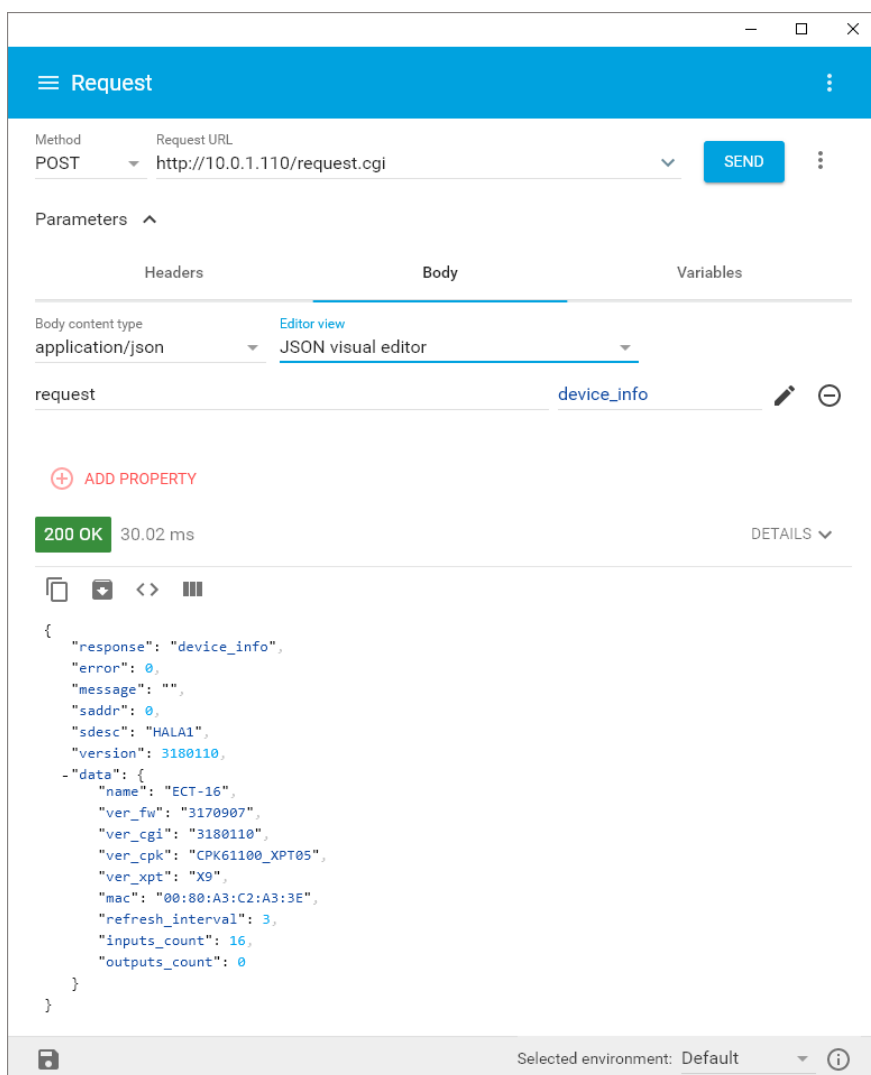 Request
Method Request URL
POST http://10.0.1.110/request.cgi SEND
Parameters
Headers Body Variables
Body content type Editor view
application/json JSON visual editor
request device_info
ADD PROPERTY
200 OK 30.02 ms DETAILS
{
"response": "device_info",
"error": 0,
"message": "",
"saddr": 0,
"sdesc": "HALA1",
"version": 3180110,
-"data": {
"name": "ECT-16",
"ver_fw": "3170907",
"ver_cgi": "3180110",
"ver_cpk": "CPK61100_XPT05",
"ver_xpt": "X9",
"mac": "00:80:A3:C2:A3:3E",
"refresh_interval": 3,
"inputs_count": 16,
"outputs_count": 0
}
}
Selected environment: Default